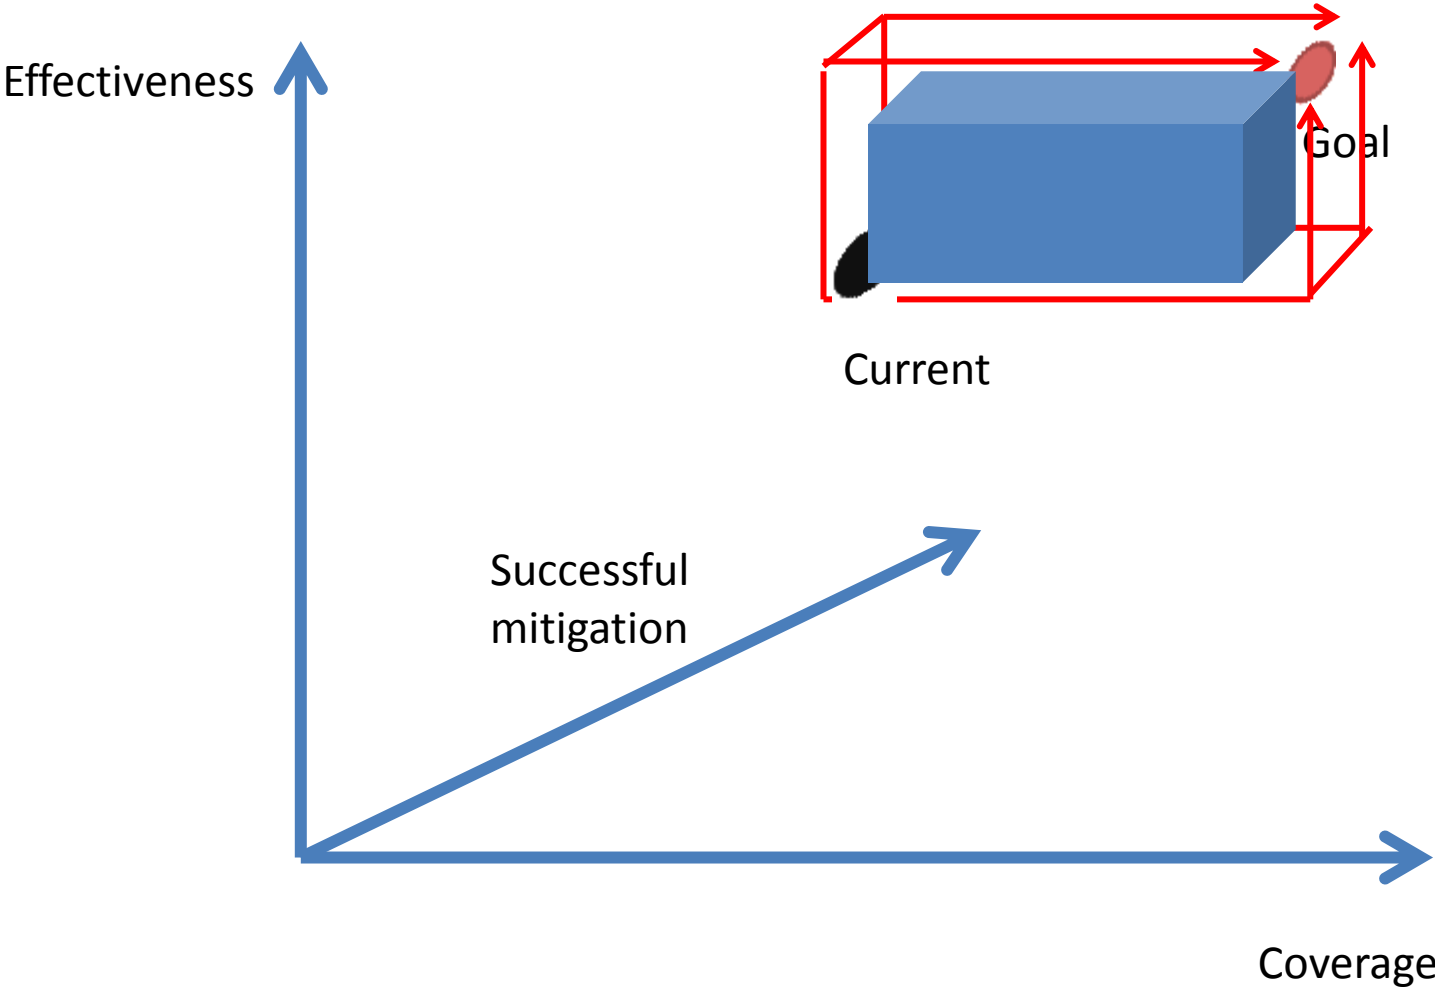 Effectiveness
Goal
Current
Successful
mitigation
Coverage